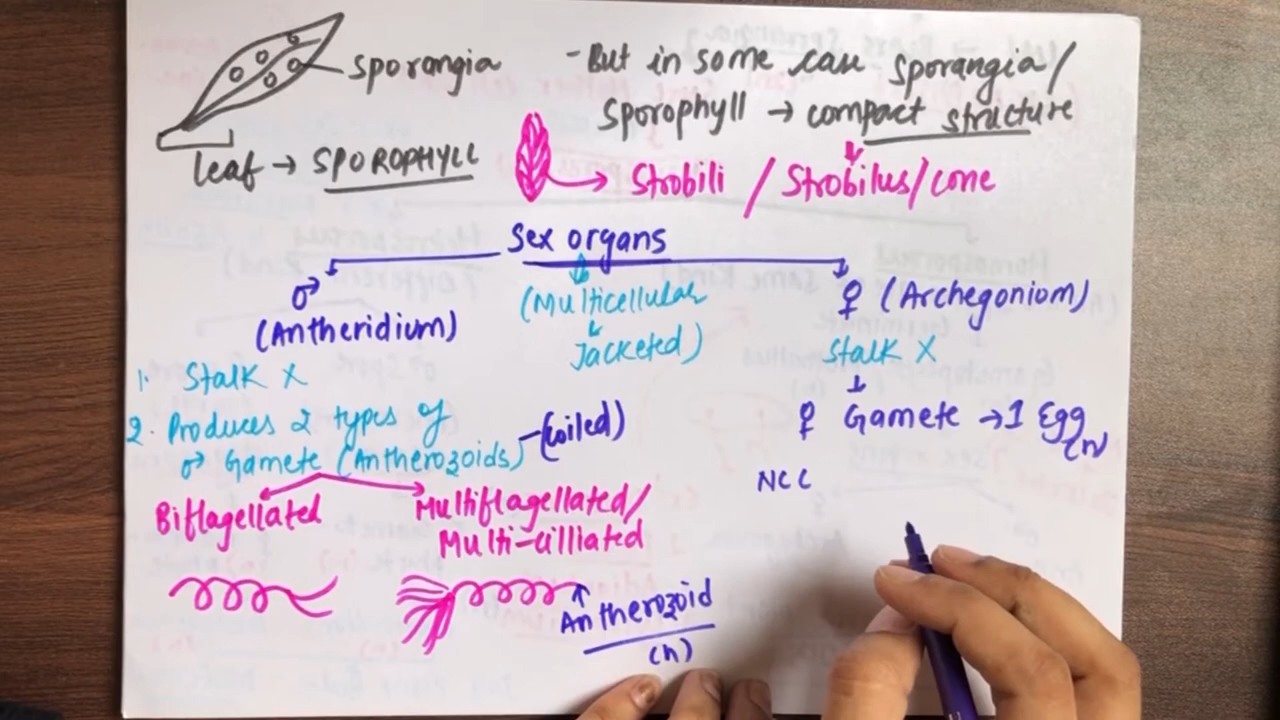 sporangia
- But in some case sporangia/
sporophyll → compact structure
leaf → SPOROPHYLL
→ Strobili / Strobilus/cone
Sex organs
♂
(Antheridium)
(Multicellular
Jacketed)
♀ (Archegonium)
1. Stalk X
2. Produces 2 types of
♂ Gamete (Antherozoids)
- (coiled)
Biflagellated
Multiflagellated/
Multi-cilliated
Antherozoid
(n)
Stalk X
♀ Gamete → 1 Egg
(n)
NCC